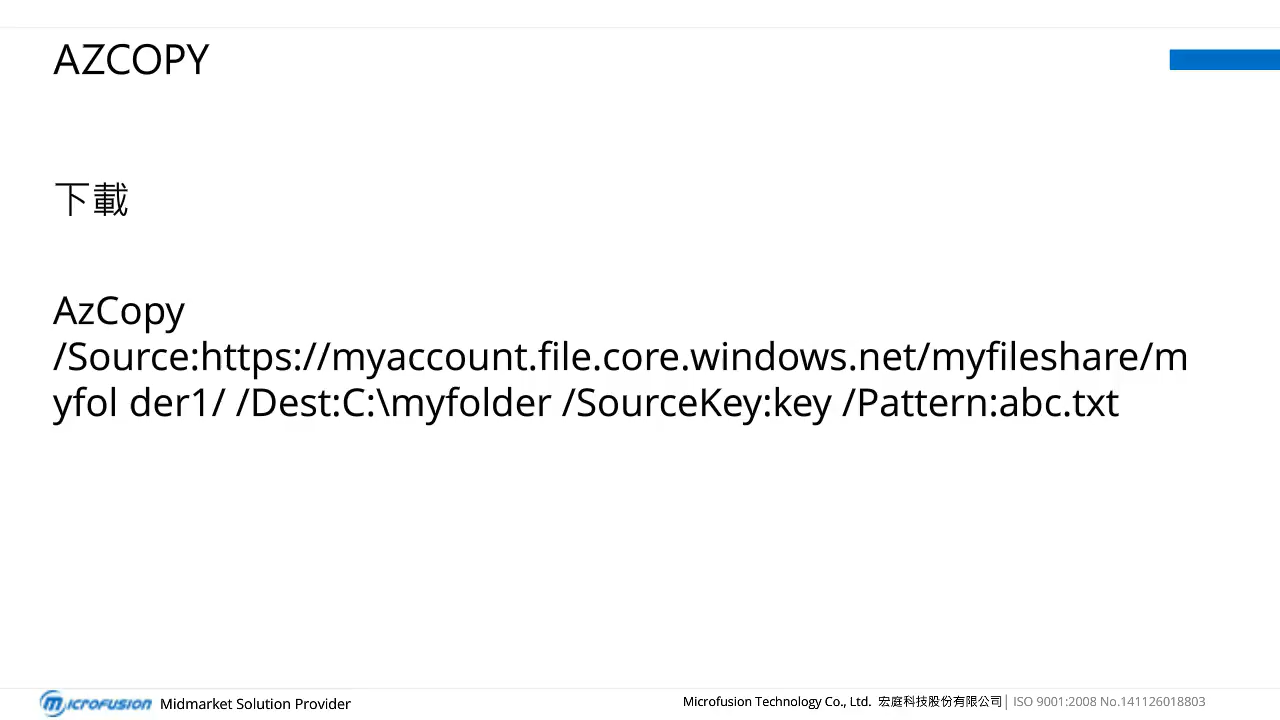 AZCOPY
下載
AzCopy
/Source:https://myaccount.file.core.windows.net/myfileshare/m
yfol der1/ /Dest:C:\myfolder /SourceKey:key /Pattern:abc.txt
MICROFUSION Midmarket Solution Provider
Microfusion Technology Co., Ltd. 宏庭科技股份有限公司│ ISO 9001:2008 No.141126018803